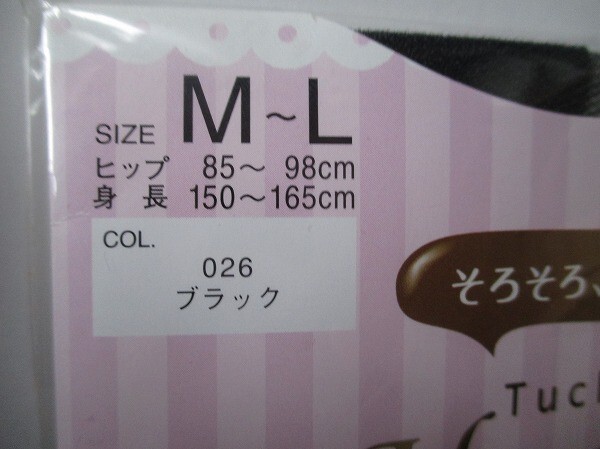 SIZE M~L
ヒップ 85~ 98cm
身 長 150~165cm
COL.
026
ブラック
そろそろ、